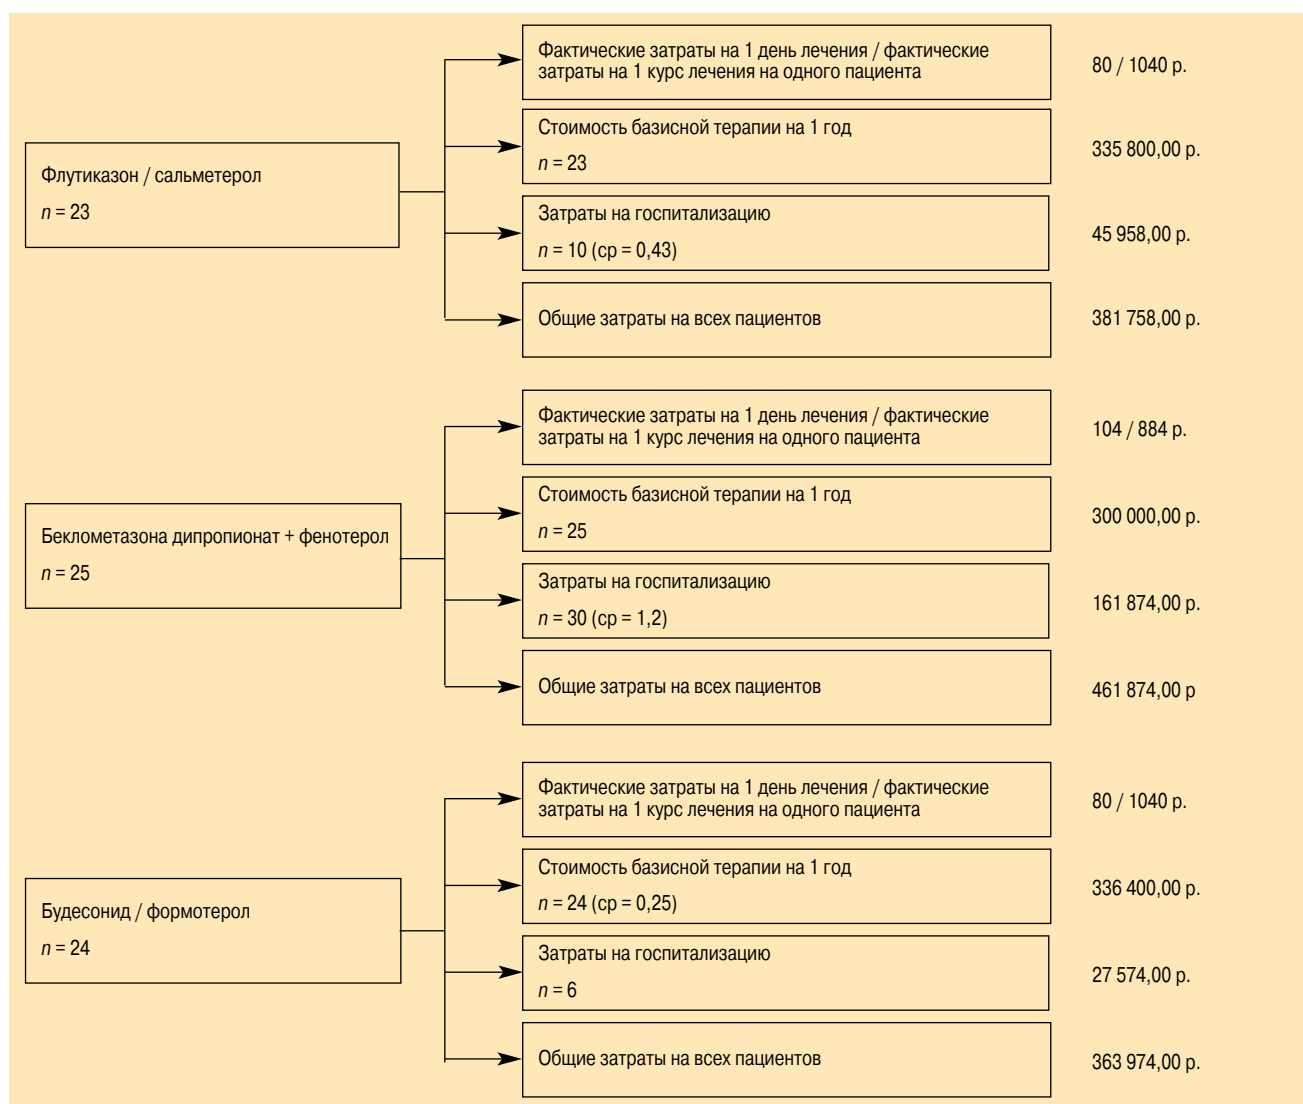 Фактические затраты на 1 день лечения / фактические
затраты на 1 курс лечения на одного пациента
80 / 1040 р.
Стоимость базисной терапии на 1 год
n = 23
335 800,00 р.
Флутиказон / сальметерол
n = 23
Затраты на госпитализацию
n = 10 (ср = 0,43)
45 958,00 р.
Общие затраты на всех пациентов
381 758,00 р.
Фактические затраты на 1 день лечения / фактические
затраты на 1 курс лечения на одного пациента
104 / 884 р.
Стоимость базисной терапии на 1 год
n = 25
300 000,00 р.
Беклометазона дипропионат + фенотерол
n = 25
Затраты на госпитализацию
n = 30 (ср = 1,2)
161 874,00 р.
Общие затраты на всех пациентов
461 874,00 р
Фактические затраты на 1 день лечения / фактические
затраты на 1 курс лечения на одного пациента
80 / 1040 р.
Стоимость базисной терапии на 1 год
n = 24 (ср = 0,25)
336 400,00 р.
Будесонид / формотерол
n = 24
Затраты на госпитализацию
n = 6
27 574,00 р.
Общие затраты на всех пациентов
363 974,00 р.